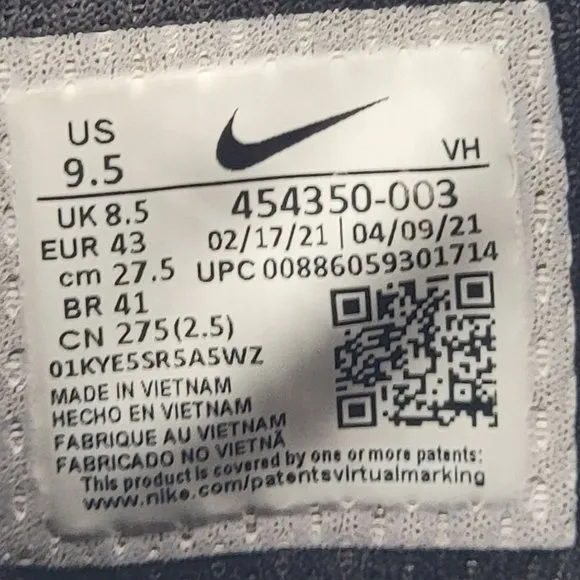 US
9.5
VH
UK 8.5
454350-003
EUR 43
02/17/21 | 04/09/21
cm 27.5
UPC 00886059301714
BR 41
CN 275(2.5)
01KYE5SR5A5WZ
MADE IN VIETNAM
HECHO EN VIETNAM
FABRIQUE AU VIETNAM
FABRICADO NO VIETNÃ
This product is covered by one or more patents:
www.nike.com/patentsvirtualmarking